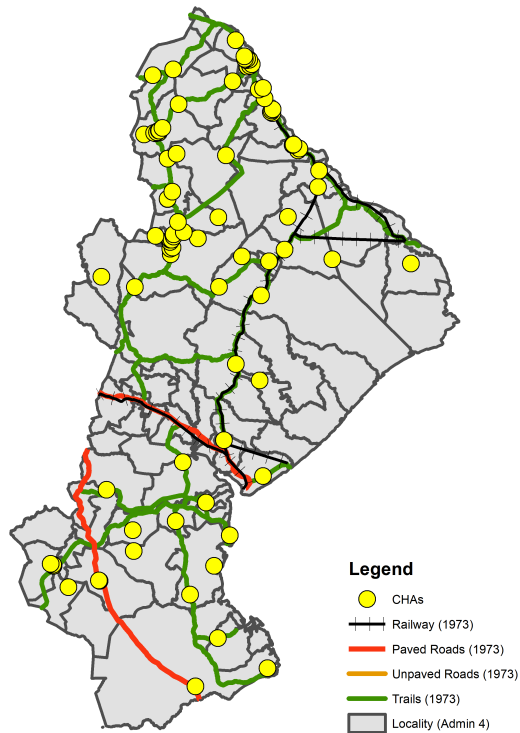 Legend
CHAs
Railway (1973)
Paved Roads (1973)
Unpaved Roads (1973)
Trails (1973)
Locality (Admin 4)